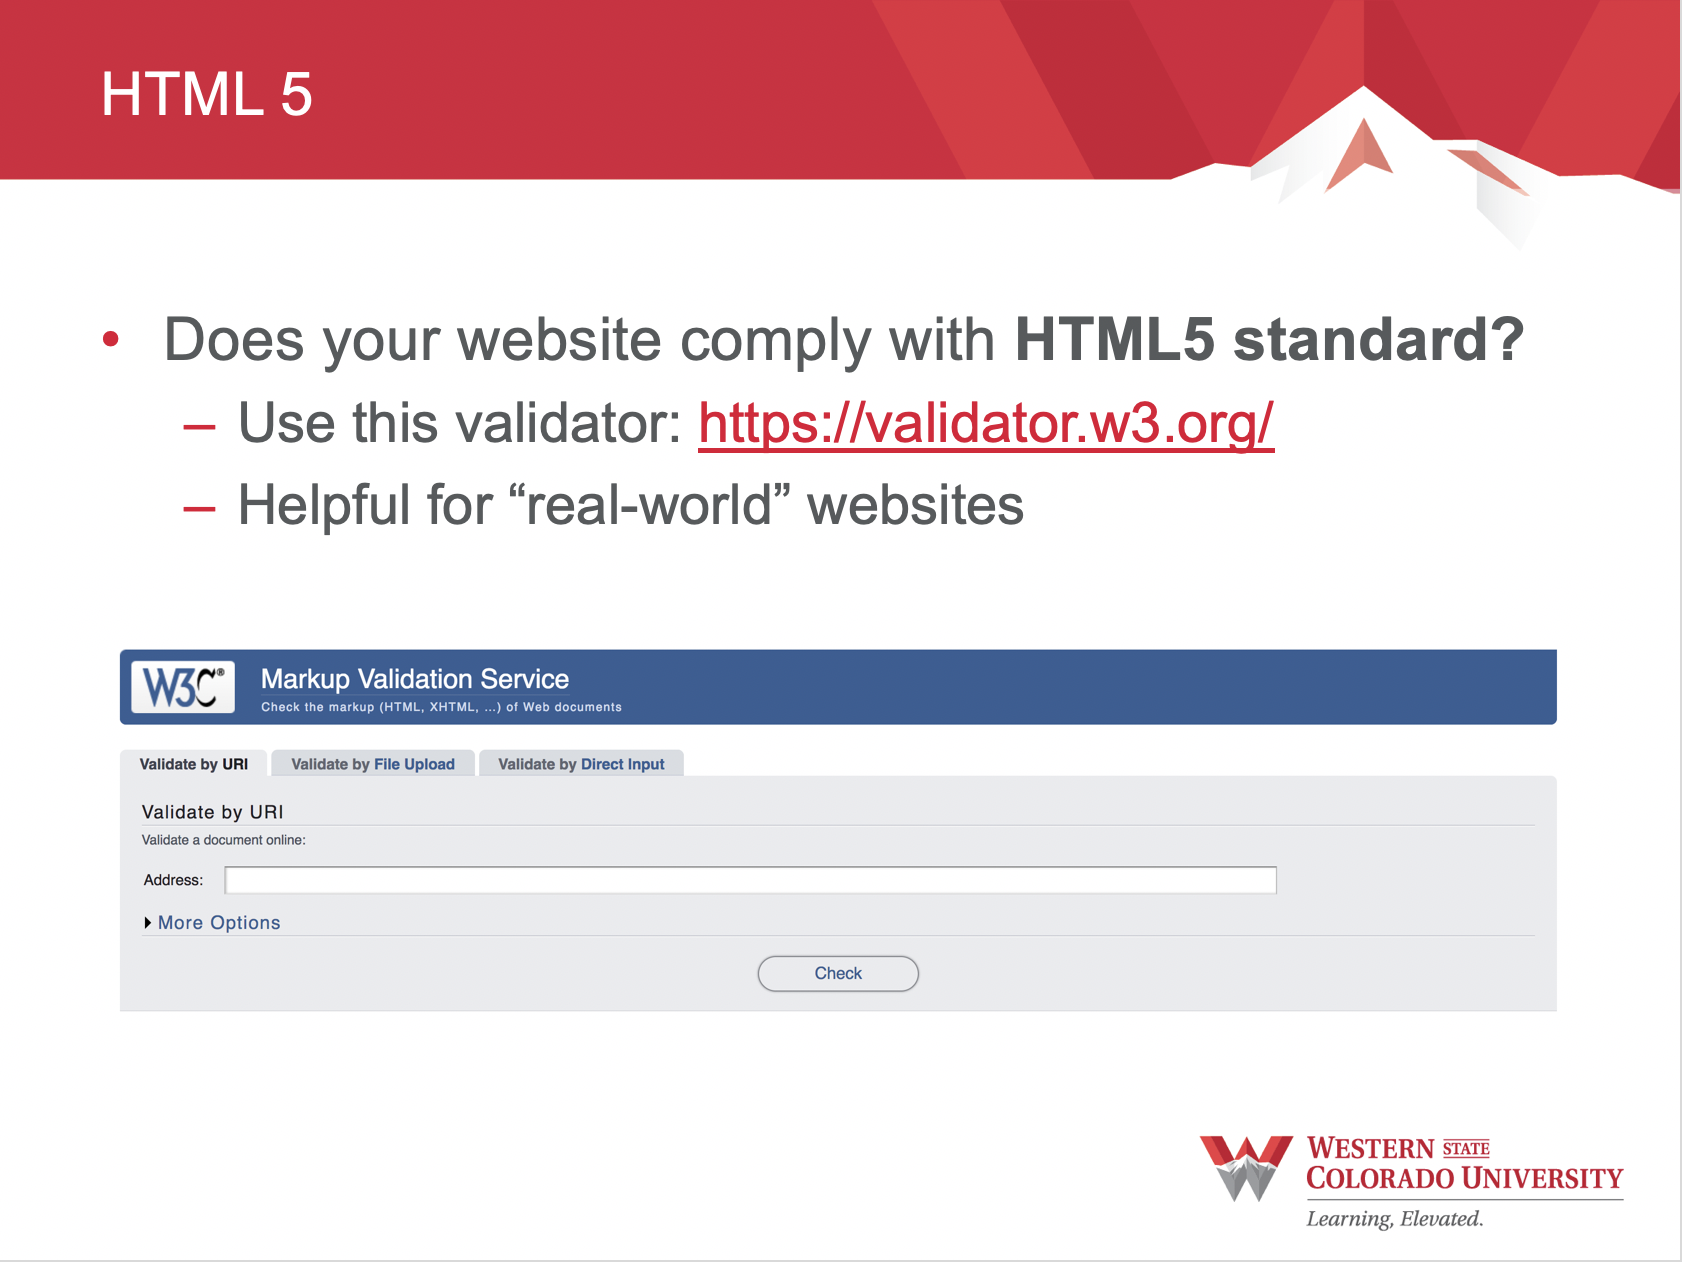 HTML 5
• Does your website comply with HTML5 standard?
– Use this validator: https://validator.w3.org/
– Helpful for “real-world” websites
W3C®
Markup Validation Service
Check the markup (HTML, XHTML, ...) of Web documents
Validate by URI
Validate by File Upload
Validate by Direct Input
Validate by URI
Validate a document online:
Address:
More Options
Check
WESTERN STATE
COLORADO UNIVERSITY
Learning, Elevated.